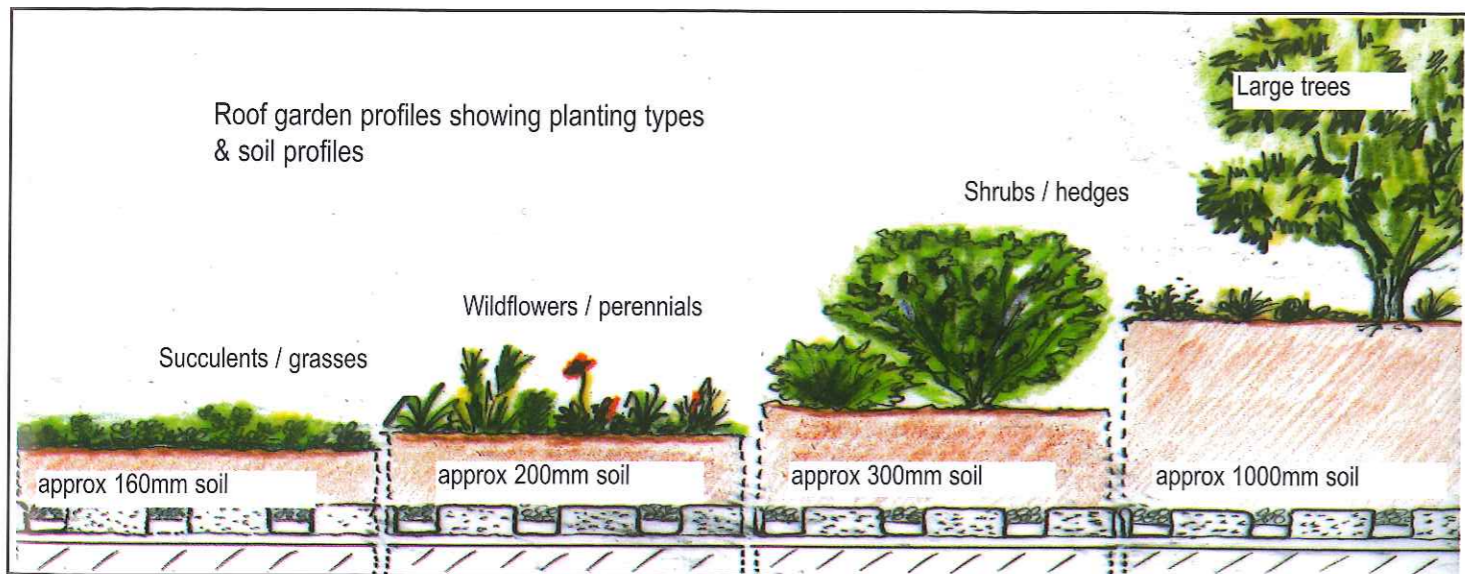 Roof garden profiles showing planting types
& soil profiles
Large trees
Shrubs / hedges
Wildflowers / perennials
Succulents / grasses
approx 160mm soil
approx 200mm soil
approx 300mm soil
approx 1000mm soil